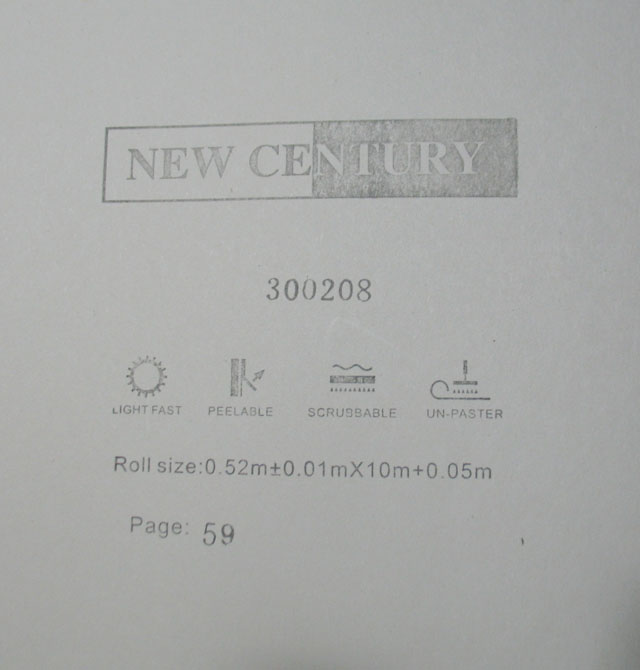 NEW CENTURY
300208
LIGHT FAST PEELABLE SCRUBBABLE UN-PASTER
Roll size:0.52m±0.01mX10m+0.05m
Page: 59